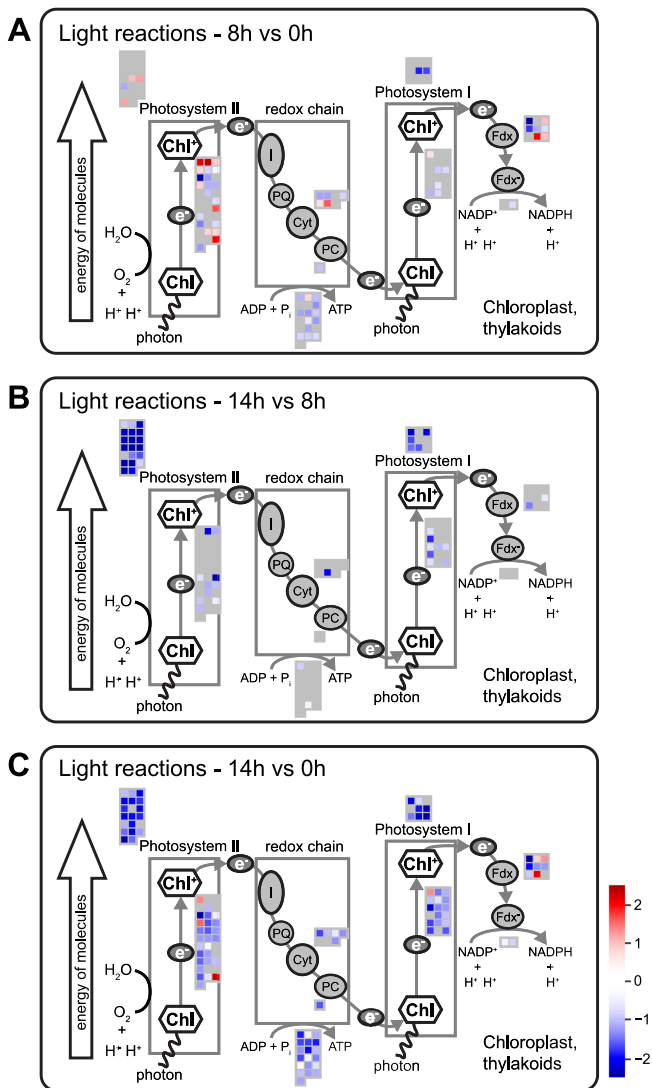 A
Light reactions - 8h vs 0h
energy of molecules
Photosystem II
redox chain
Photosystem I
Chl⁺
e⁻
I
PQ
Cyt
PC
e⁻
Chl
e⁻
Chl⁺
e⁻
Chl
e⁻
Fdx
Fdx⁻
NADP⁺
+
H⁺ H⁺
NADPH
+
H⁺
H₂O
O₂
+
H⁺ H⁺
photon
ADP + Pᵢ
ATP
photon
Chloroplast,
thylakoids
B
Light reactions - 14h vs 8h
energy of molecules
Photosystem II
redox chain
Photosystem I
Chl⁺
e⁻
I
PQ
Cyt
PC
e⁻
Chl
e⁻
Chl⁺
e⁻
Chl
e⁻
Fdx
Fdx⁻
NADP⁺
+
H⁺ H⁺
NADPH
+
H⁺
H₂O
O₂
+
H⁺ H⁺
photon
ADP + Pᵢ
ATP
photon
Chloroplast,
thylakoids
C
Light reactions - 14h vs 0h
energy of molecules
Photosystem II
redox chain
Photosystem I
Chl⁺
e⁻
I
PQ
Cyt
PC
e⁻
Chl
e⁻
Chl⁺
e⁻
Chl
e⁻
Fdx
Fdx⁻
NADP⁺
+
H⁺ H⁺
NADPH
+
H⁺
H₂O
O₂
+
H⁺ H⁺
photon
ADP + Pᵢ
ATP
photon
Chloroplast,
thylakoids
2
1
0
-1
-2